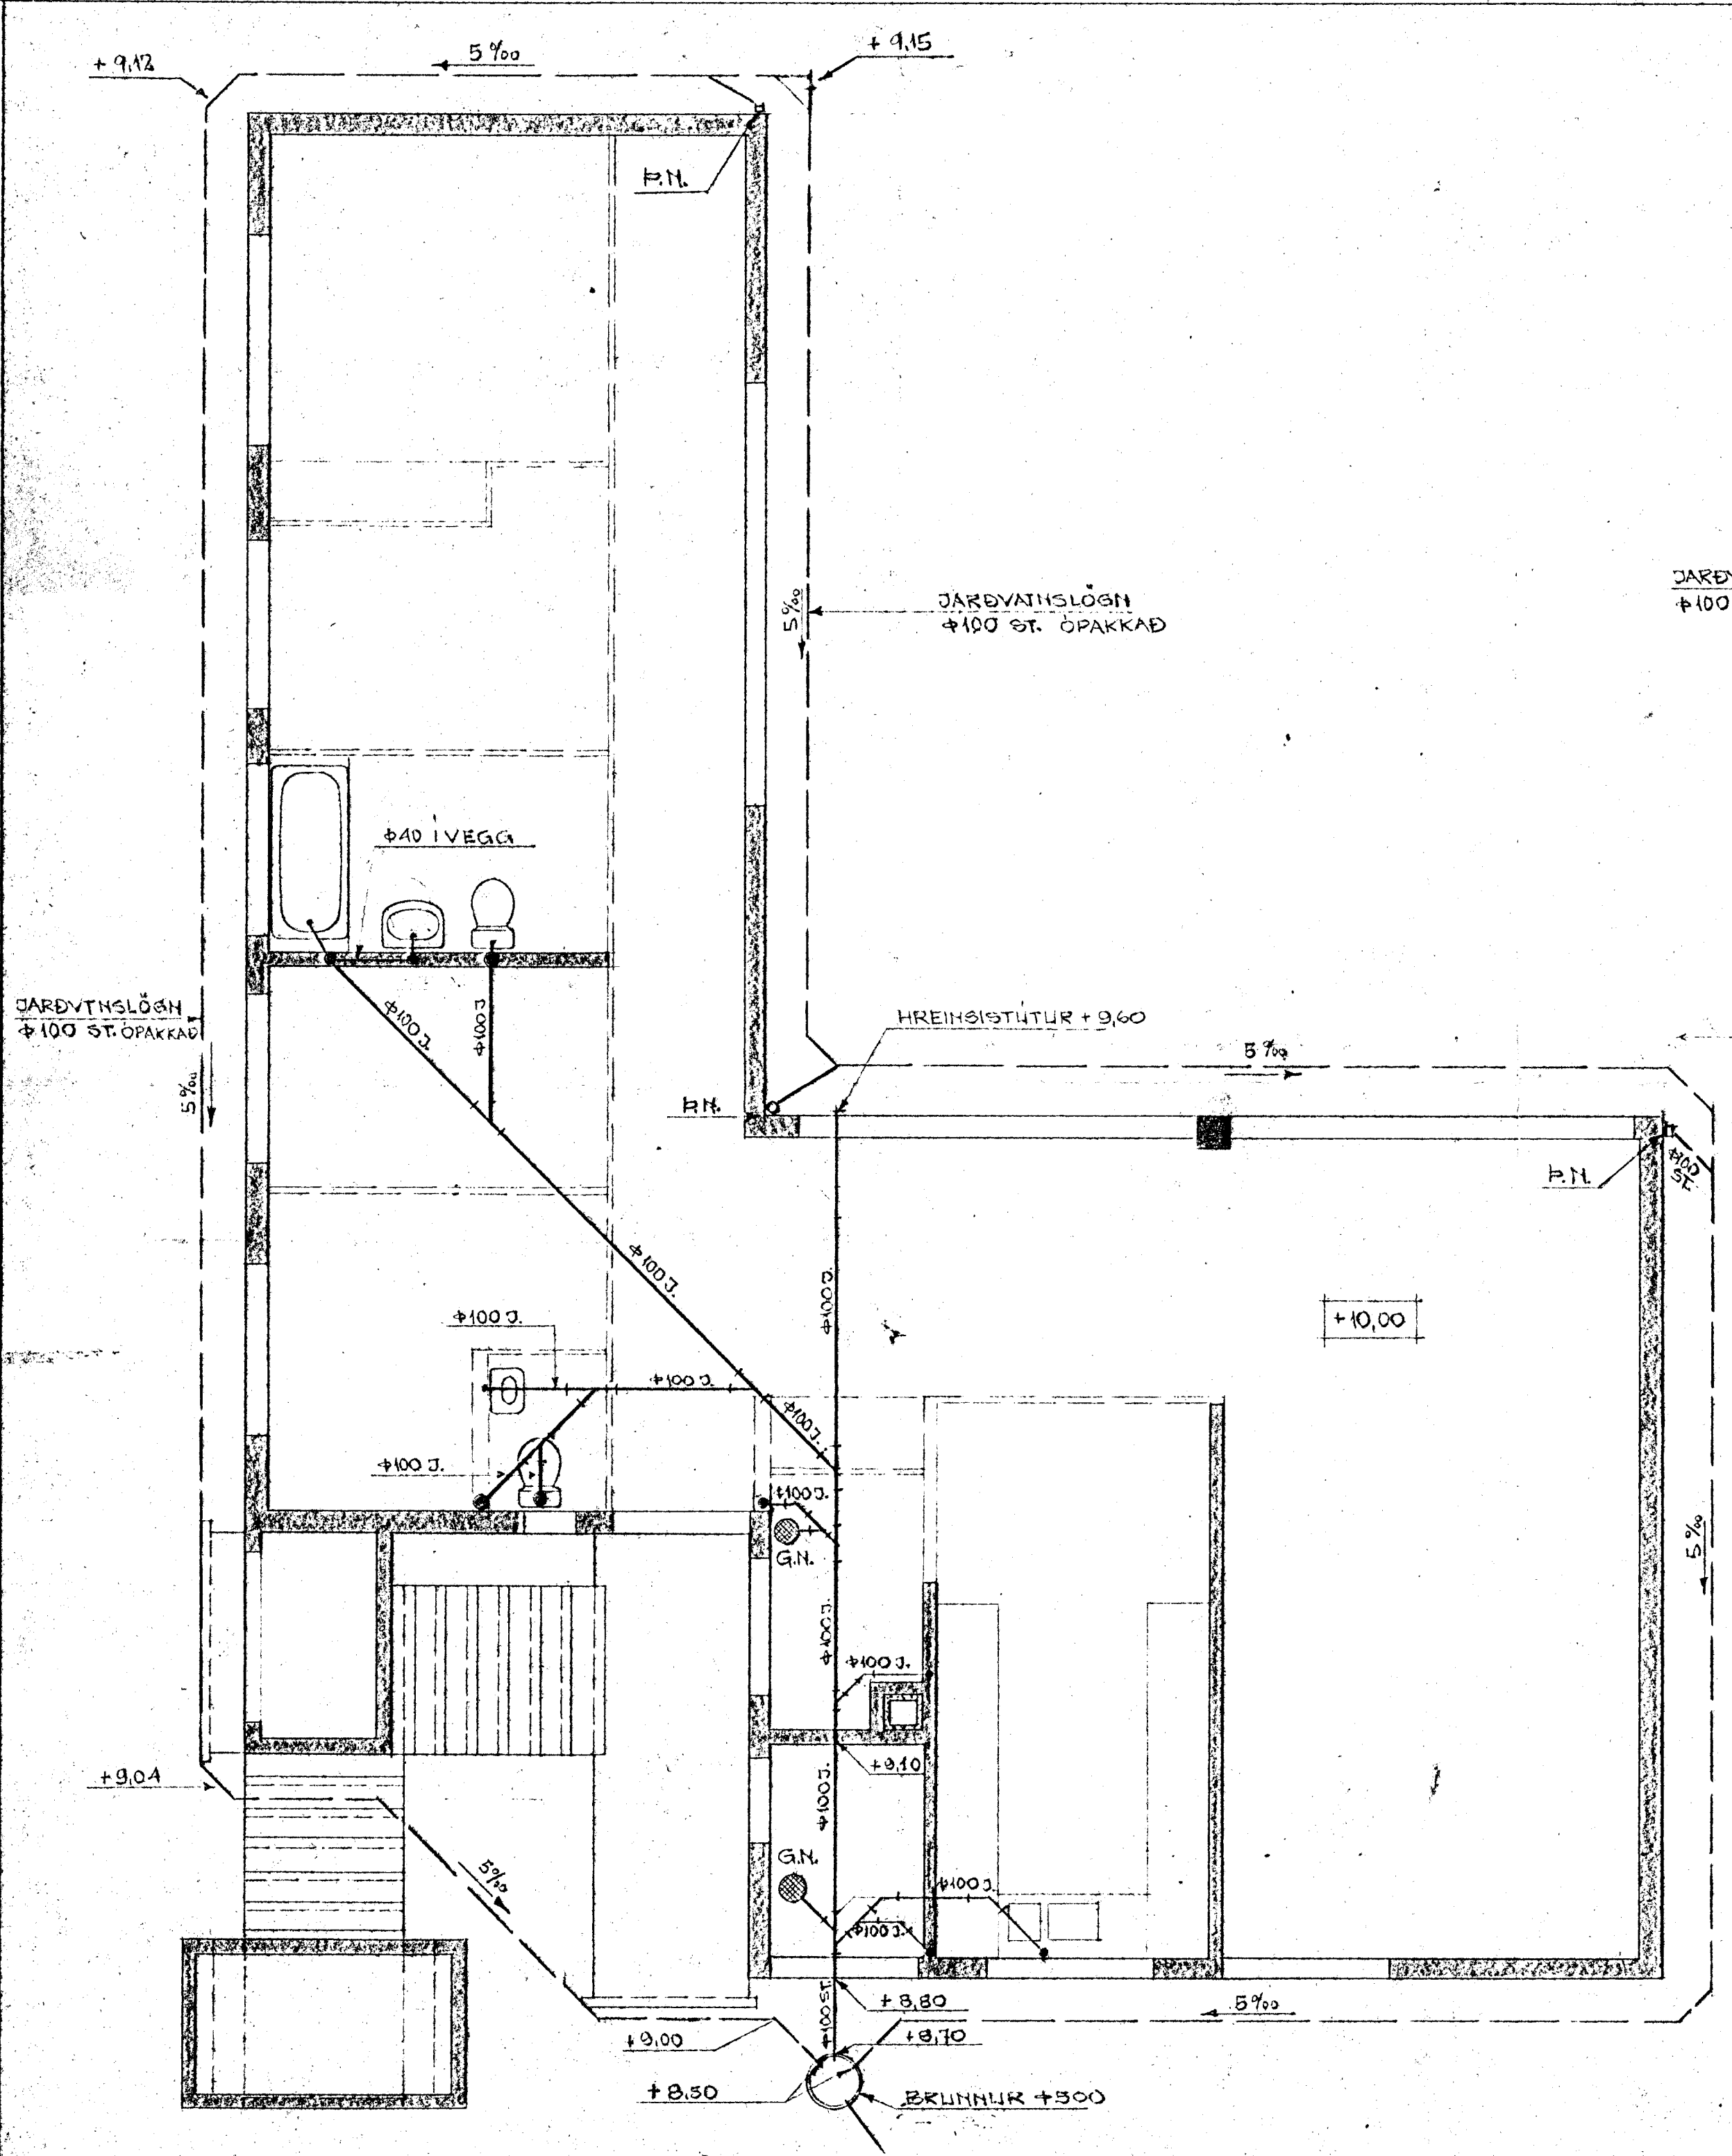 + 9,12
5 ‰
+ 9,15
Þ.N.
JARÐVATNSLÖGN
ϕ100 ST. ÓPAKKAÐ
5 ‰
JARÐV
ϕ100
ϕ40 Í VEGG
JARÐVTNSLÖGN
ϕ100 ST. ÓPAKKAÐ
5 ‰
ϕ100 J.
ϕ100 J
HREINSISTÚTUR + 9,60
5 ‰
Þ.N.
Þ.N.
ϕ100
ST.
ϕ100 J.
ϕ100 J.
+10,00
ϕ100 J.
ϕ100 J.
ϕ100 J.
ϕ100 J.
ϕ100 J.
G.N.
5 ‰
ϕ100 J.
ϕ100 J.
+9,10
+9,04
ϕ100 J.
5 ‰
G.N.
ϕ100 J.
ϕ100 J.
ϕ100 ST.
+ 8,80
5 ‰
+9,00
+8,70
+ 8,50
BRUNNUR ϕ500